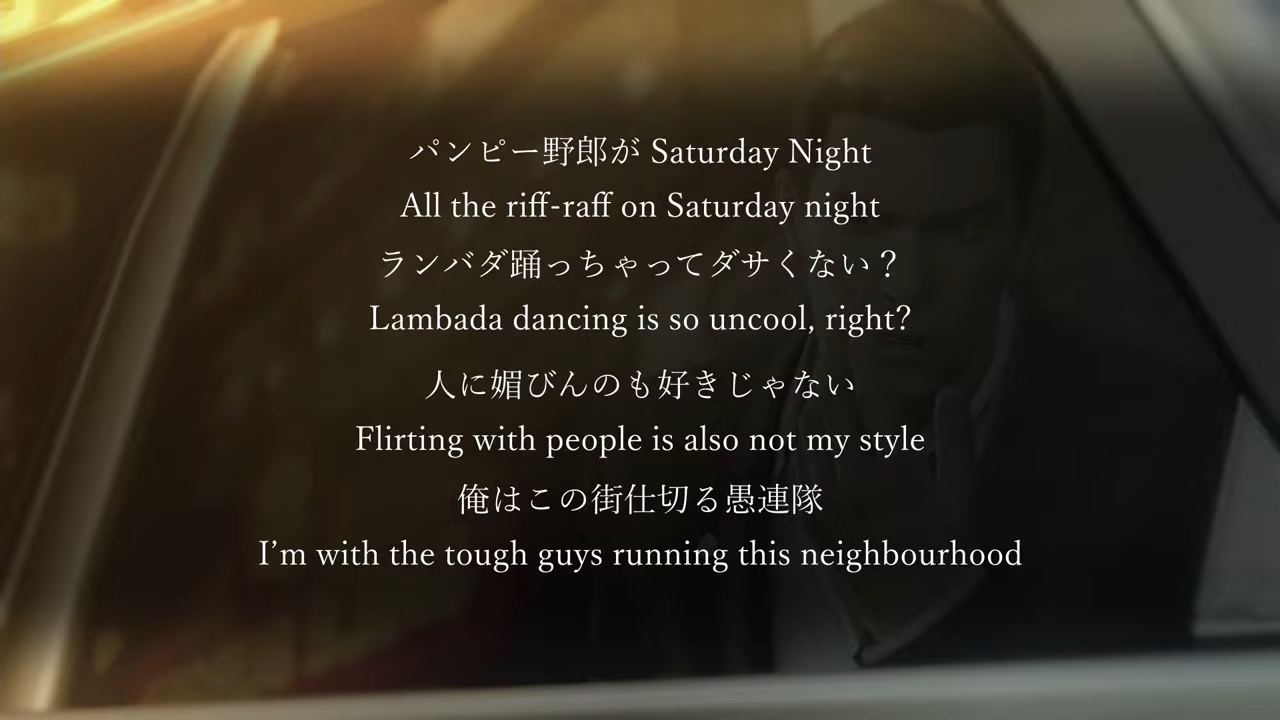 パンピー野郎が Saturday Night
All the riff-raff on Saturday night
ランバダ踊っちゃってダサくない？
Lambada dancing is so uncool, right?
人に媚びんのも好きじゃない
Flirting with people is also not my style
俺はこの街仕切る愚連隊
I’m with the tough guys running this neighbourhood